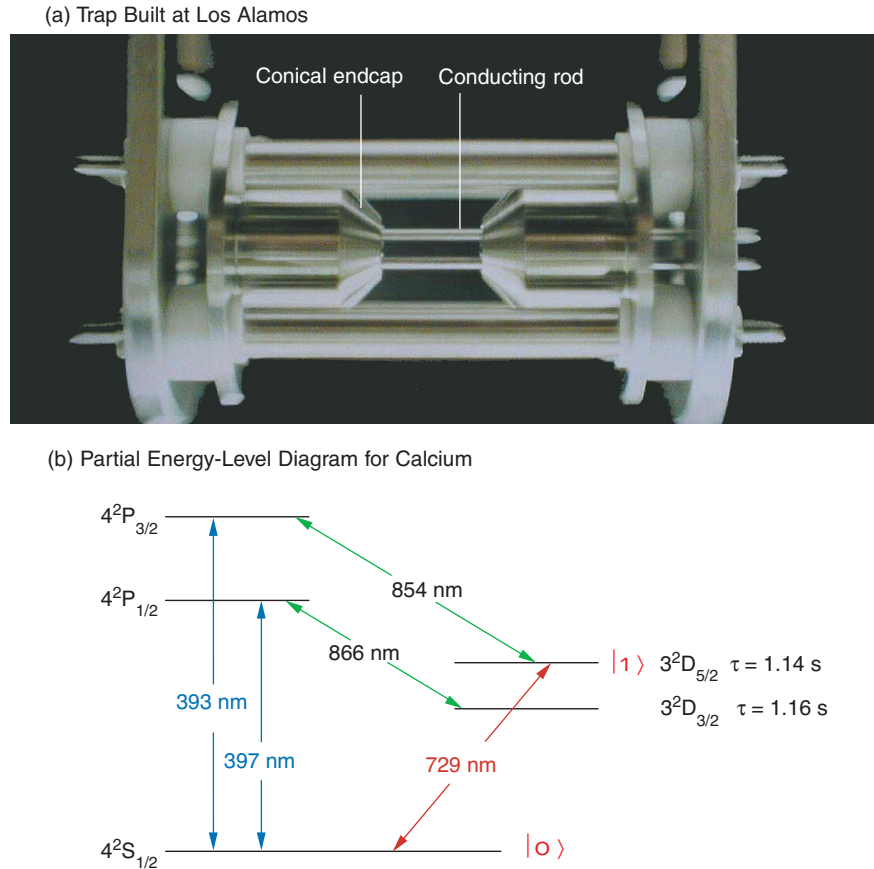 (a) Trap Built at Los Alamos
Conical endcap
Conducting rod
(b) Partial Energy-Level Diagram for Calcium
4²P₃/₂
4²P₁/₂
854 nm
866 nm
|1⟩ 3²D₅/₂ τ = 1.14 s
393 nm
3²D₃/₂ τ = 1.16 s
397 nm
729 nm
4²S₁/₂
|0⟩